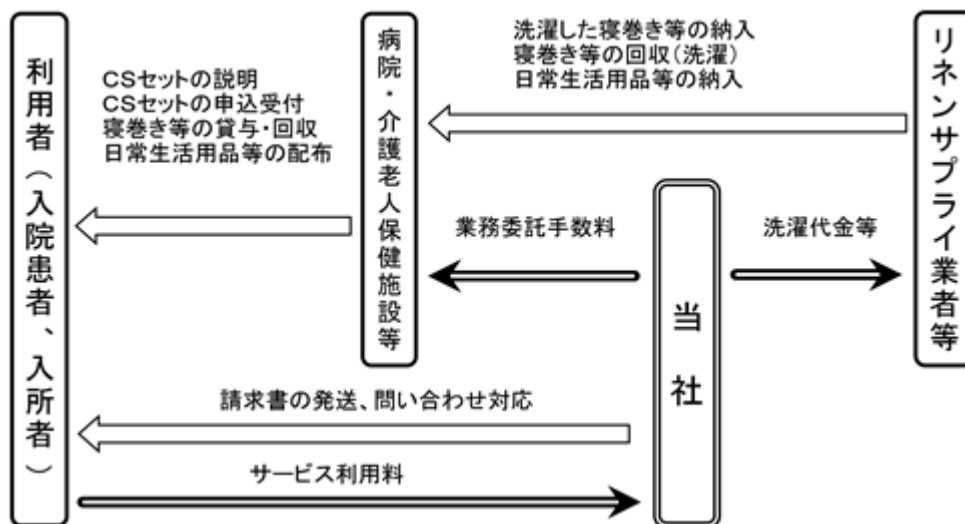 利用者（入院患者、入所者）
CSセットの説明
CSセットの申込受付
寝巻き等の貸与・回収
日常生活用品等の配布
病院・介護老人保健施設等
洗濯した寝巻き等の納入
寝巻き等の回収(洗濯)
日常生活用品等の納入
リネンサプライ業者等
業務委託手数料
洗濯代金等
当社
請求書の発送、問い合わせ対応
サービス利用料